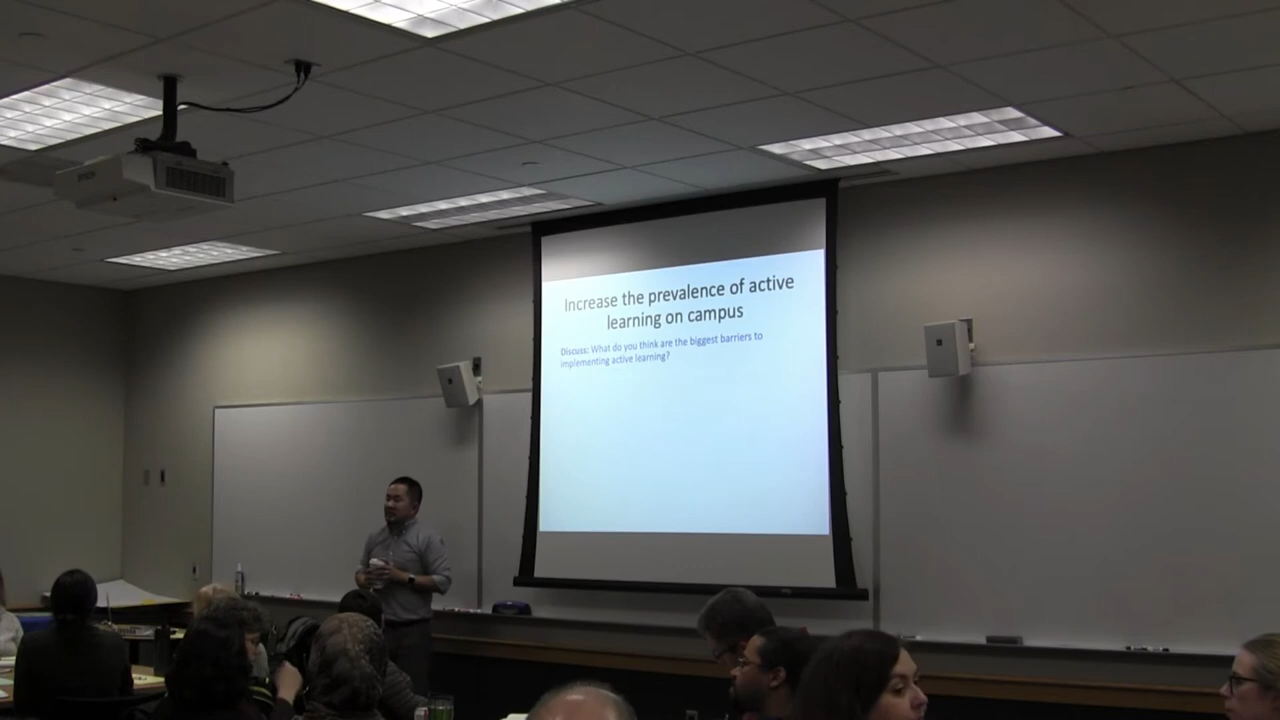 Increase the prevalence of active
learning on campus
Discuss: What do you think are the biggest barriers to
implementing active learning?
EPSON